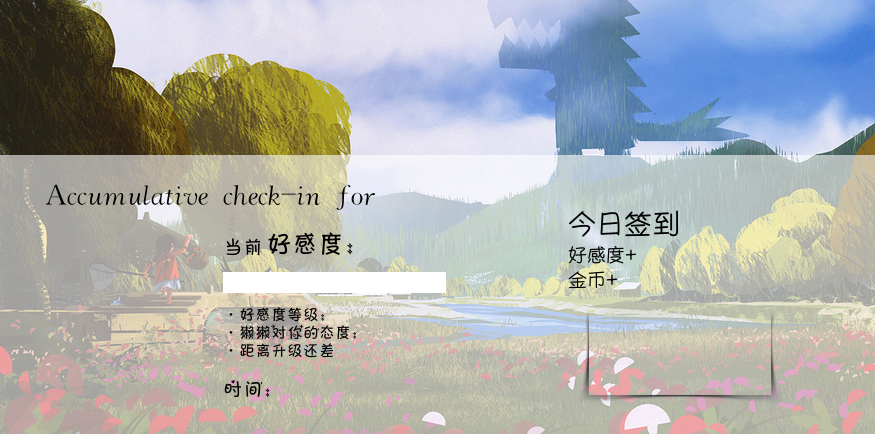 Accumulative check-in for
当前 好感度：
・好感度等级：
・獭獭对你的态度：
・距离升级还差
时间：
今日签到
好感度+
金币+